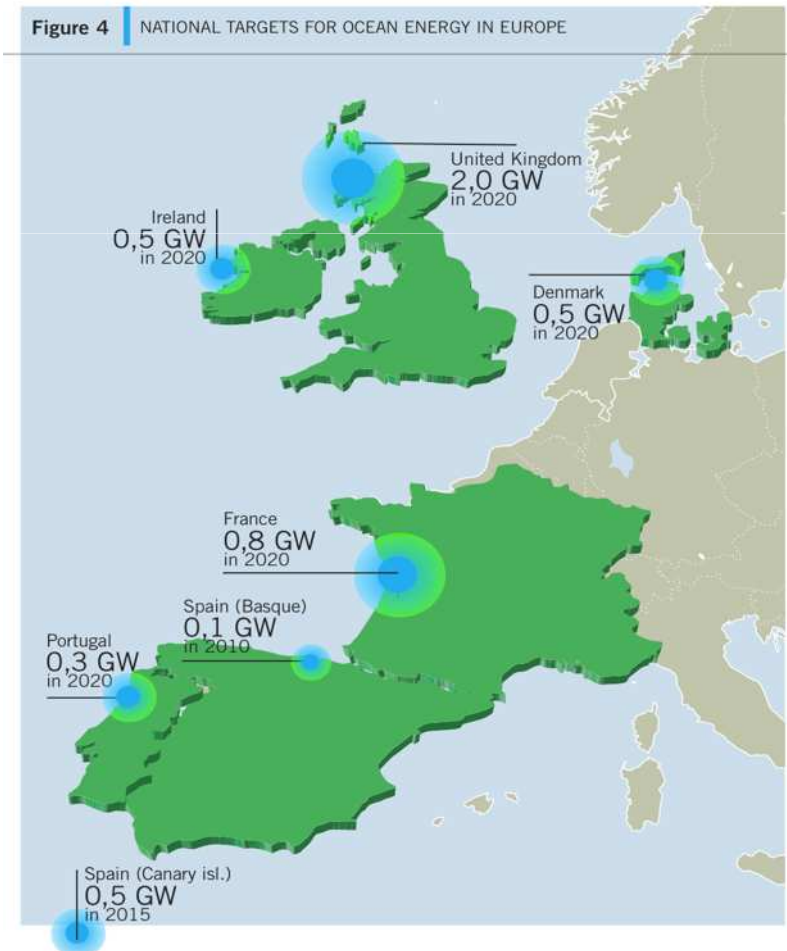 Figure 4 NATIONAL TARGETS FOR OCEAN ENERGY IN EUROPE
United Kingdom
2,0 GW
in 2020
Ireland
0,5 GW
in 2020
Denmark
0,5 GW
in 2020
France
0,8 GW
in 2020
Spain (Basque)
0,1 GW
in 2010
Portugal
0,3 GW
in 2020
Spain (Canary isl.)
0,5 GW
in 2015